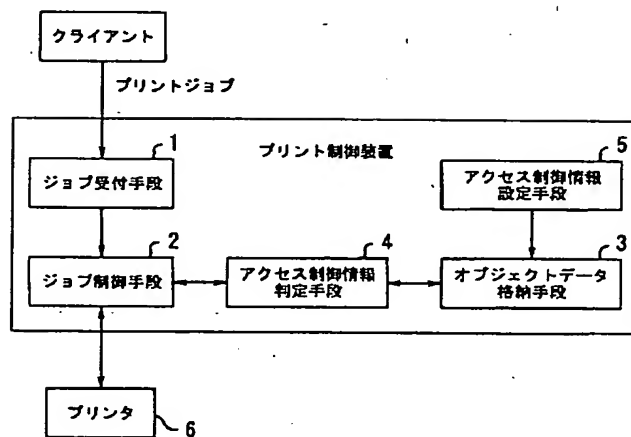 クライアント
プリントジョブ
プリント制御装置
1
ジョブ受付手段
5
アクセス制御情報
設定手段
2
ジョブ制御手段
4
アクセス制御情報
判定手段
3
オブジェクトデータ
格納手段
プリンタ
6